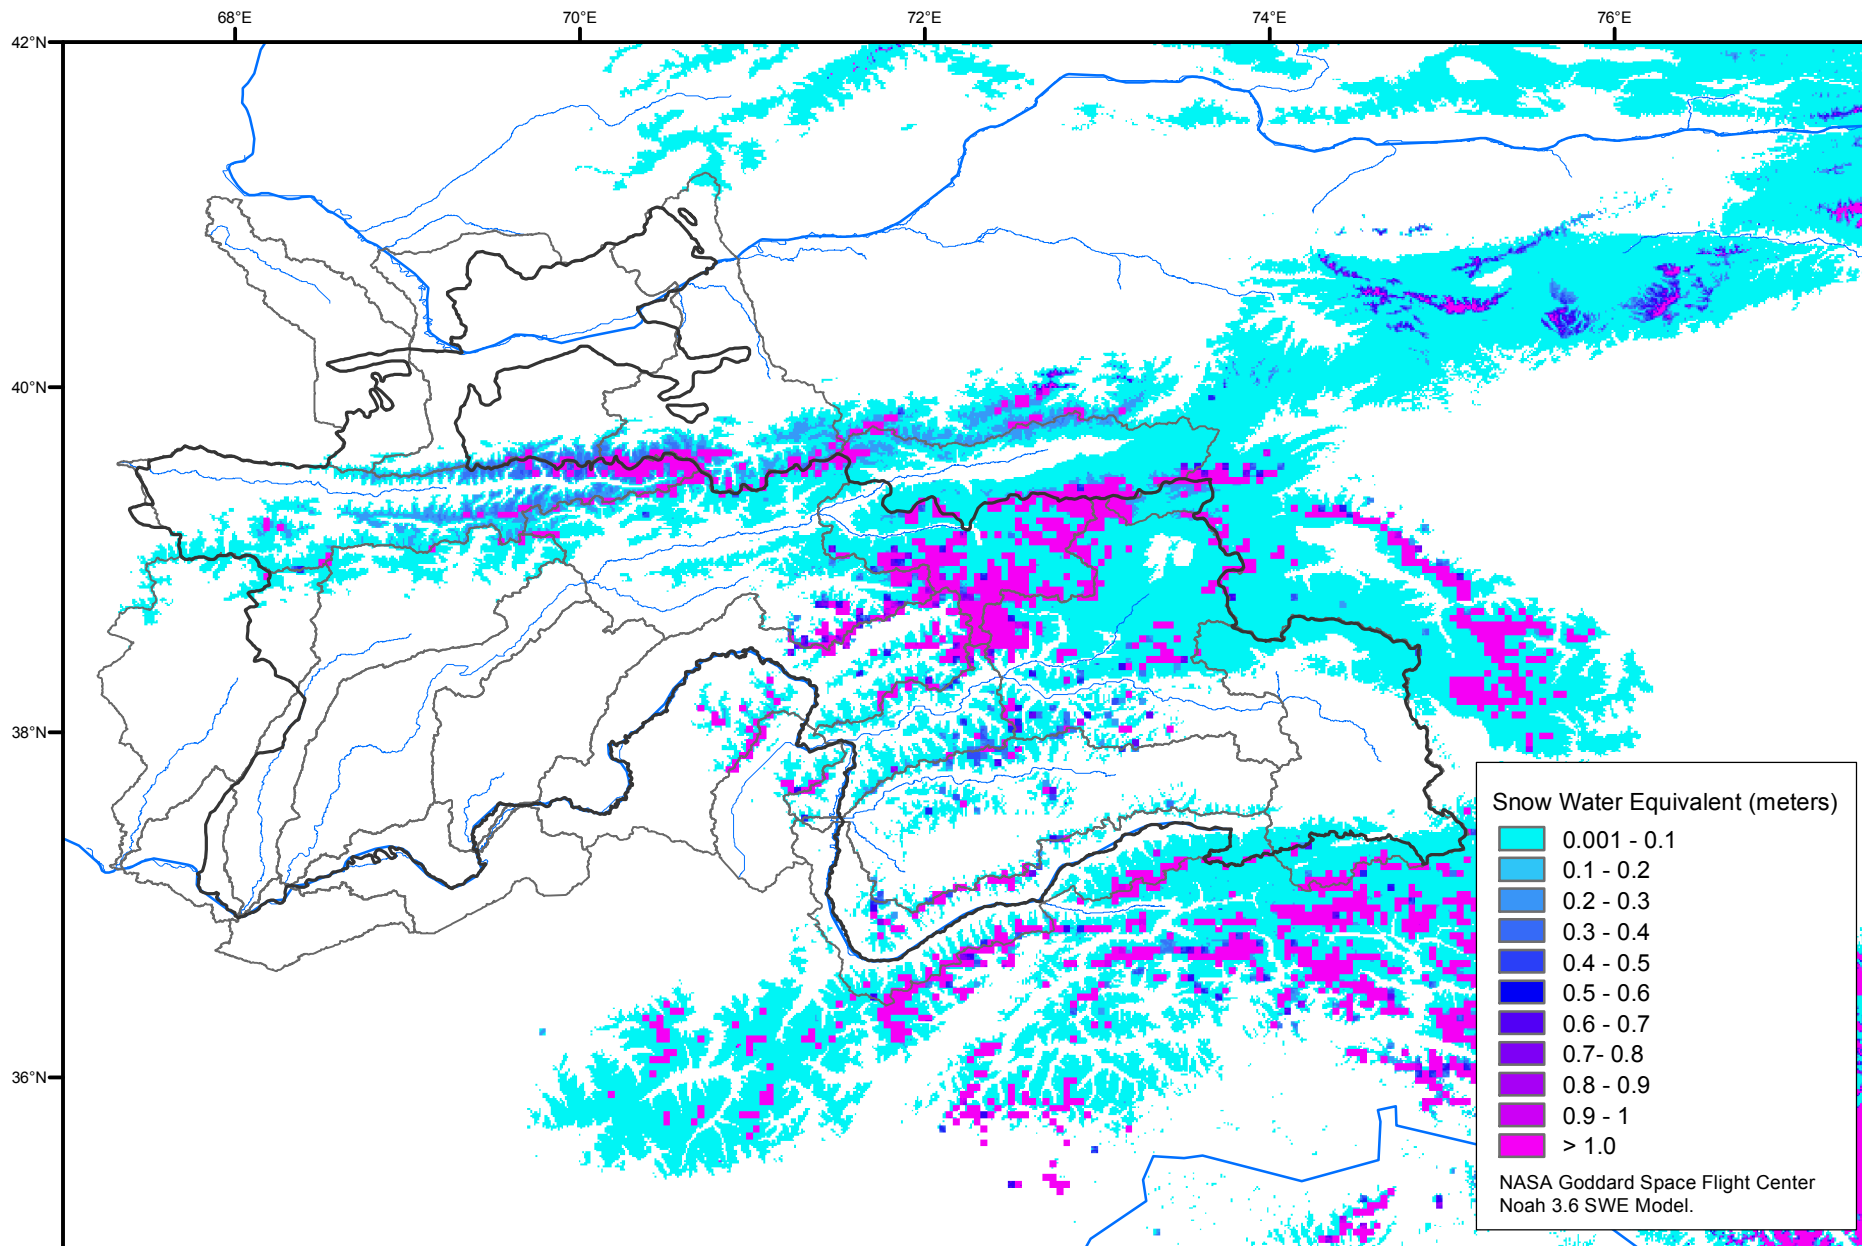 68°E 70°E 72°E 74°E 76°E
42°N
40°N
38°N
36°N
Snow Water Equivalent (meters)
0.001 - 0.1
0.1 - 0.2
0.2 - 0.3
0.3 - 0.4
0.4 - 0.5
0.5 - 0.6
0.6 - 0.7
0.7- 0.8
0.8 - 0.9
0.9 - 1
> 1.0
NASA Goddard Space Flight Center
Noah 3.6 SWE Model.